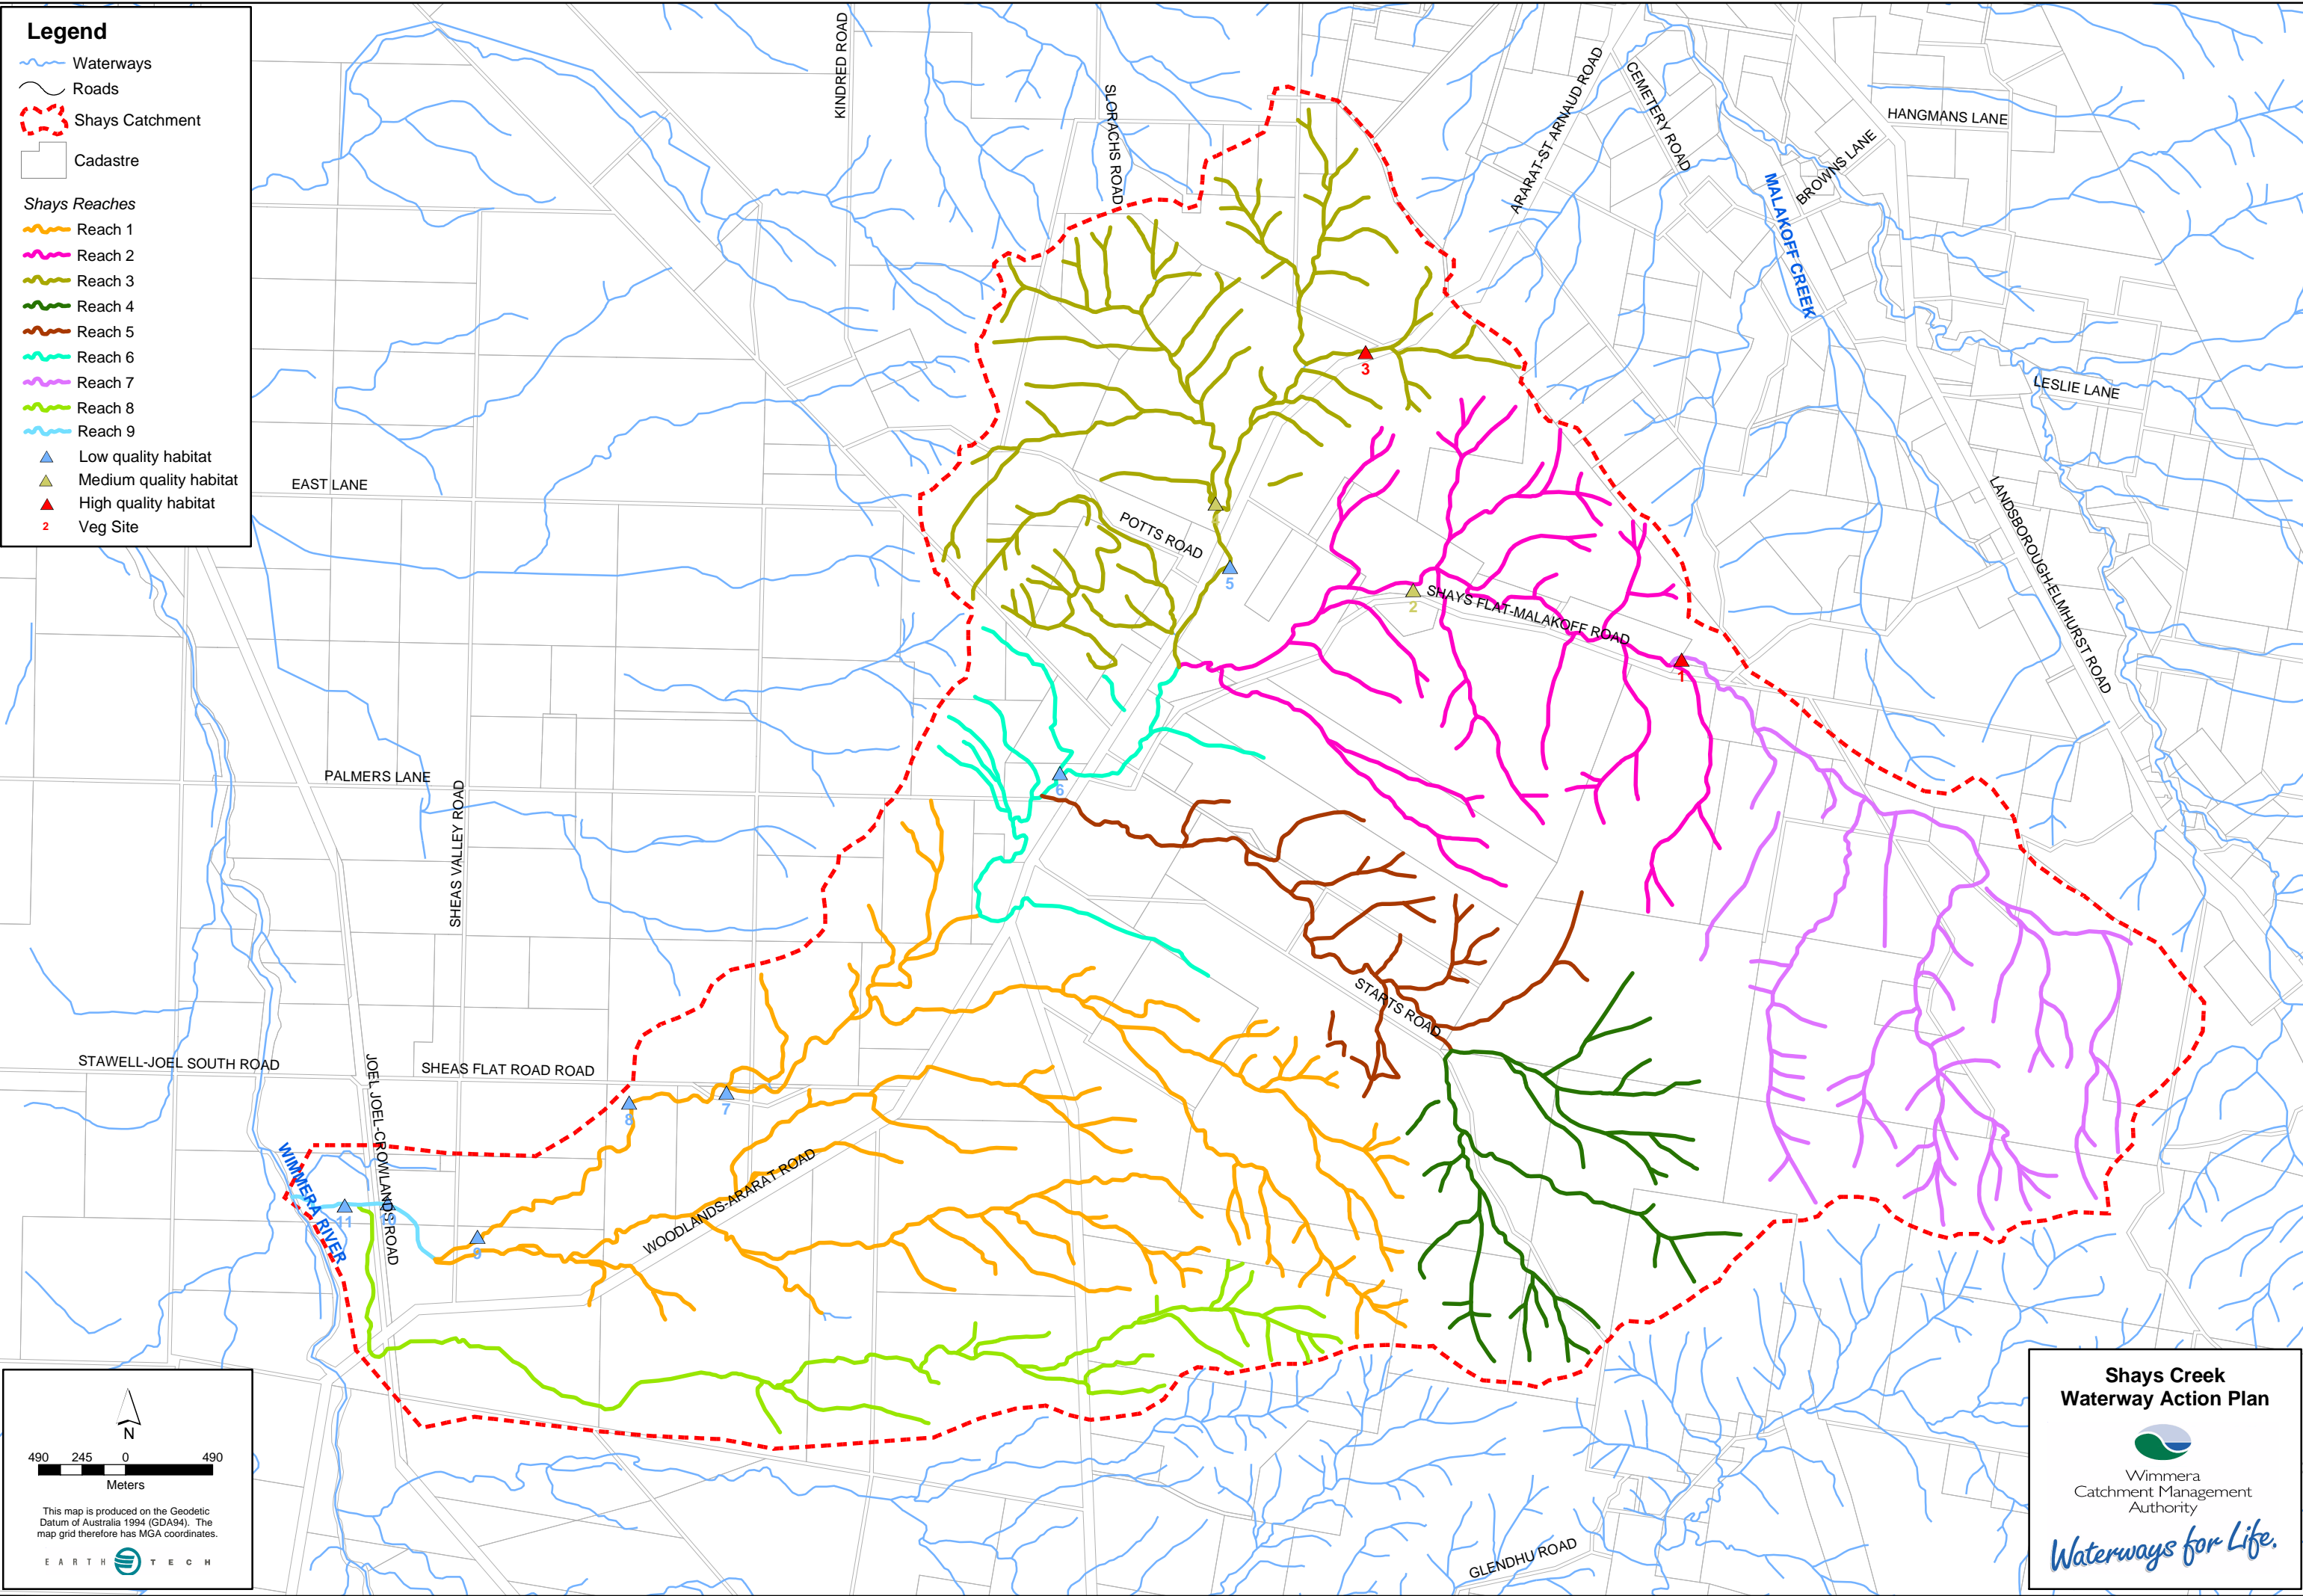 Legend
Waterways
Roads
Shays Catchment
Cadastre
Shays Reaches
Reach 1
Reach 2
Reach 3
Reach 4
Reach 5
Reach 6
Reach 7
Reach 8
Reach 9
Low quality habitat
Medium quality habitat
High quality habitat
2 Veg Site
KINDRED ROAD
SLORACHS ROAD
ARARAT-ST ARNAUD ROAD
CEMETERY ROAD
HANGMANS LANE
BROWNS LANE
MALAKOFF CREEK
LESLIE LANE
LANDSBOROUGH-ELMHURST ROAD
EAST LANE
POTTS ROAD
SHAYS FLAT-MALAKOFF ROAD
3
5
2
1
PALMERS LANE
SHEAS VALLEY ROAD
6
STARTS ROAD
STAWELL-JOEL SOUTH ROAD
SHEAS FLAT ROAD ROAD
JOEL JOEL-CROWLANDS ROAD
7
8
WIMMERA RIVER
WOODLANDS-ARARAT ROAD
11
10
9
GLENDHU ROAD
N
490 245 0 490
Meters
This map is produced on the Geodetic
Datum of Australia 1994 (GDA94). The
map grid therefore has MGA coordinates.
EARTH TECH
Shays Creek
Waterway Action Plan
Wimmera
Catchment Management
Authority
Waterways for Life.